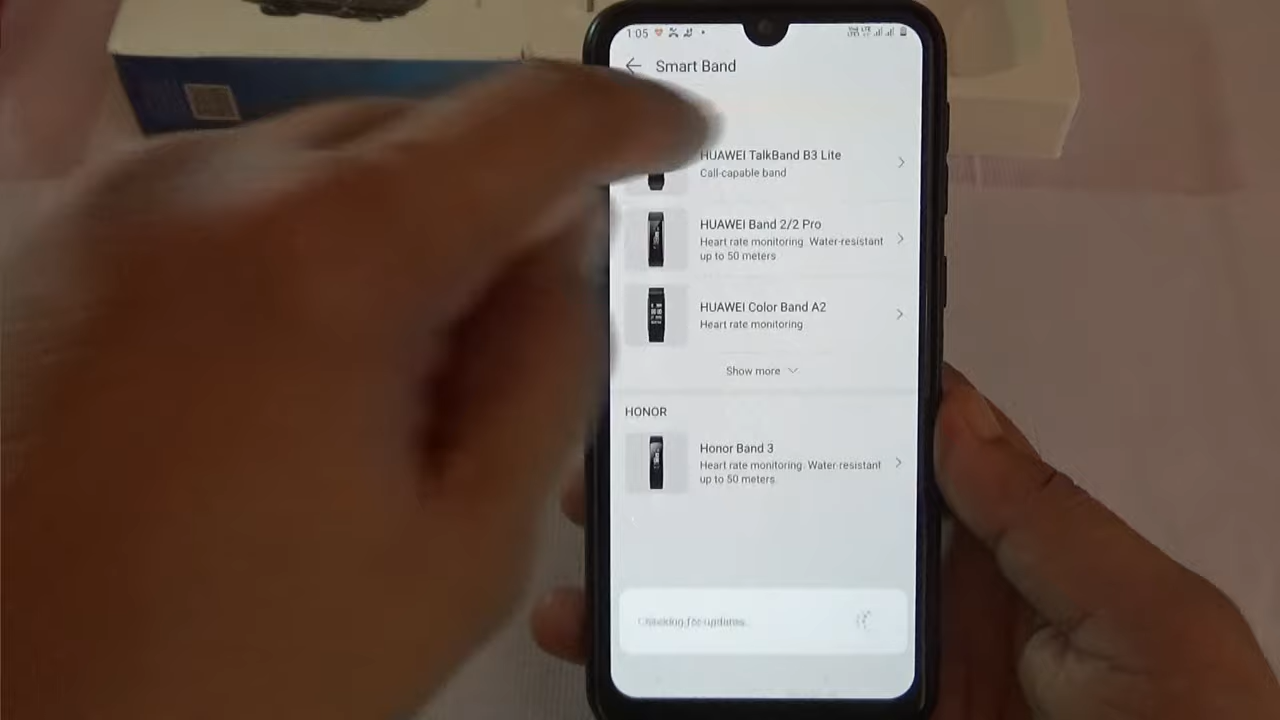 1:05
Smart Band
HUAWEI TalkBand B3 Lite
Call-capable band
HUAWEI Band 2/2 Pro
Heart rate monitoring. Water-resistant
up to 50 meters
HUAWEI Color Band A2
Heart rate monitoring
Show more
HONOR
Honor Band 3
Heart rate monitoring. Water-resistant
up to 50 meters.
Checking for updates.